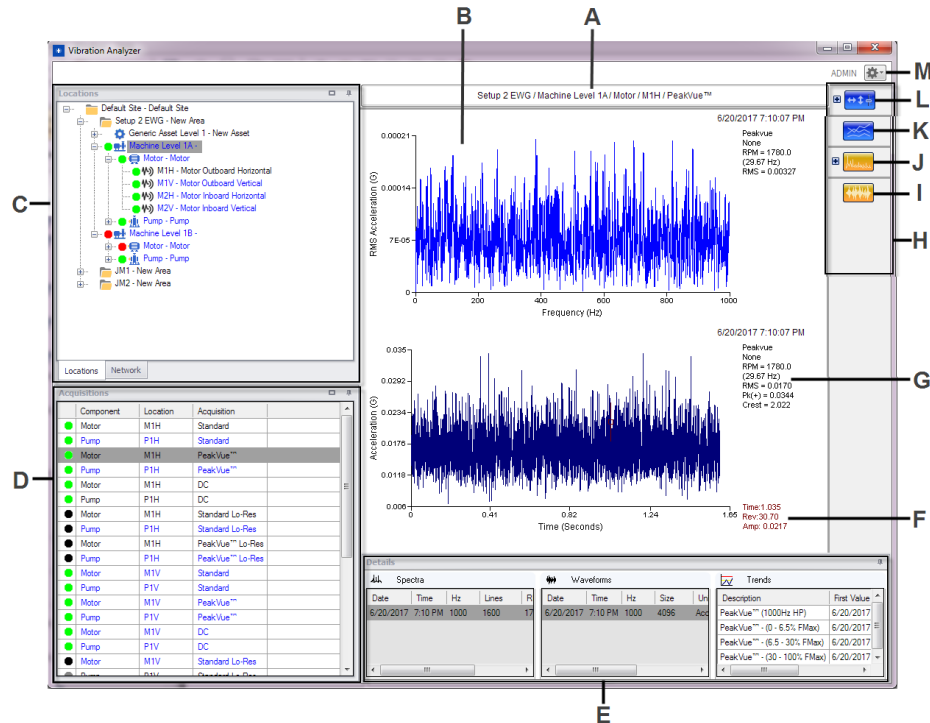 B
A
Vibration Analyzer
ADMIN
M
Locations
Default Site - Default Site
Setup 2 EWG - New Area
Generic Asset Level 1 - New Asset
Machine Level 1A -
Motor - Motor
M1H - Motor Outboard Horizontal
M1V - Motor Outboard Vertical
M2H - Motor Inboard Horizontal
M2V - Motor Inboard Vertical
Pump - Pump
Machine Level 1B -
Motor - Motor
Pump - Pump
JM1 - New Area
JM2 - New Area
Locations
Network
C
Setup 2 EWG / Machine Level 1A / Motor / M1H / PeakVue™
6/20/2017 7:10:07 PM
Peakvue
None
RPM = 1780.0
(29.67 Hz)
RMS = 0.00327
RMS Acceleration (G)
0.00021
0.00014
7E-05
0
0 200 400 600 800 1000
Frequency (Hz)
L
K
J
I
H
6/20/2017 7:10:07 PM
Peakvue
None
RPM = 1780.0
(29.67 Hz)
RMS = 0.0170
Pk(+) = 0.0344
Crest = 2.022
G
Acceleration (G)
0.035
0.0292
0.0234
0.0176
0.0118
0.006
0 0.41 0.82 1.24 1.65
Time (Seconds)
Time:1.035
Rev:30.70
Amp: 0.0217
F
Acquisitions
Component Location Acquisition
Motor M1H Standard
Pump P1H Standard
Motor M1H PeakVue™
Pump P1H PeakVue™
Motor M1H DC
Pump P1H DC
Motor M1H Standard Lo-Res
Pump P1H Standard Lo-Res
Motor M1H PeakVue™ Lo-Res
Pump P1H PeakVue™ Lo-Res
Motor M1V Standard
Pump P1V Standard
Motor M1V PeakVue™
Pump P1V PeakVue™
Motor M1V DC
Pump P1V DC
Motor M1V Standard Lo-Res
Pump P1V Standard Lo-Res
D
Details
Spectra
Date Time Hz Lines R
6/20/2017 7:10 PM 1000 1600 17
Waveforms
Date Time Hz Size Un
6/20/2017 7:10 PM 1000 4096 Acc
Trends
Description First Value
PeakVue™ (1000Hz HP) 6/20/2017
PeakVue™ - (0 - 6.5% FMax) 6/20/2017
PeakVue™ - (6.5 - 30% FMax) 6/20/2017
PeakVue™ - (30 - 100% FMax) 6/20/2017
E